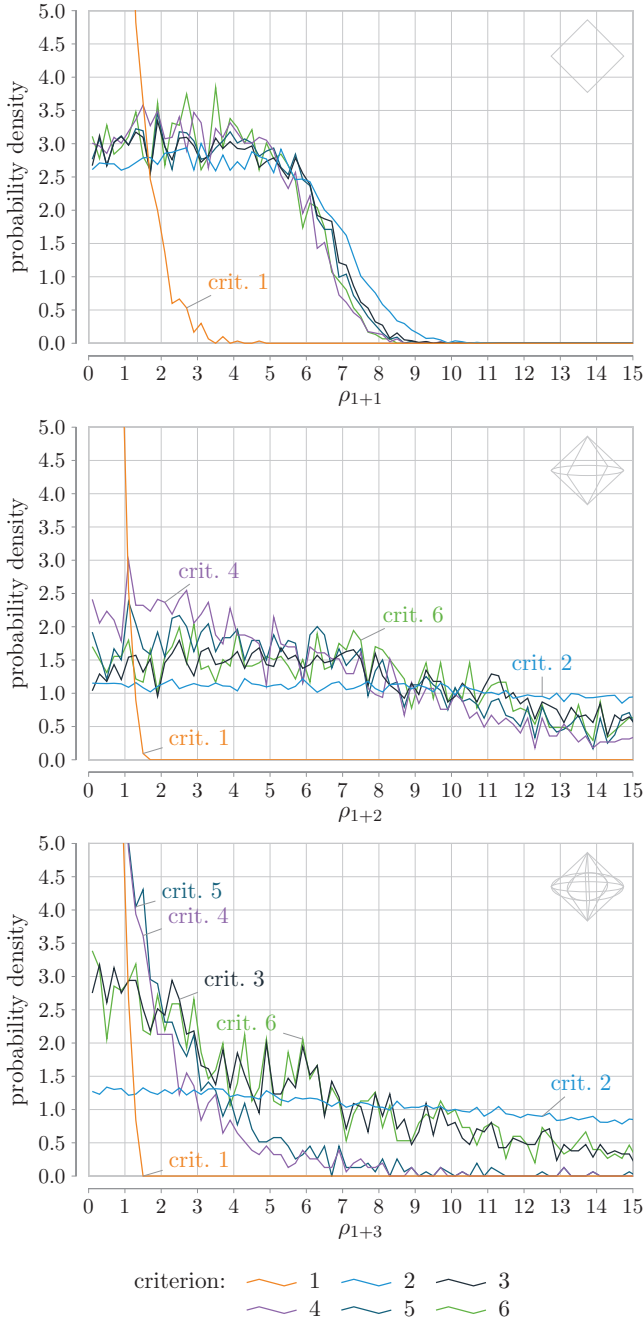 5.0
4.5
4.0
3.5
3.0
2.5
2.0
1.5
1.0
0.5
0.0
probability density
crit. 1
0 1 2 3 4 5 6 7 8 9 10 11 12 13 14 15
ρ1+1
5.0
4.5
4.0
3.5
3.0
2.5
2.0
1.5
1.0
0.5
0.0
probability density
crit. 4
crit. 6
crit. 2
crit. 1
0 1 2 3 4 5 6 7 8 9 10 11 12 13 14 15
ρ1+2
5.0
4.5
4.0
3.5
3.0
2.5
2.0
1.5
1.0
0.5
0.0
probability density
crit. 5
crit. 4
crit. 3
crit. 6
crit. 2
crit. 1
0 1 2 3 4 5 6 7 8 9 10 11 12 13 14 15
ρ1+3
criterion: 1 2 3
4 5 6